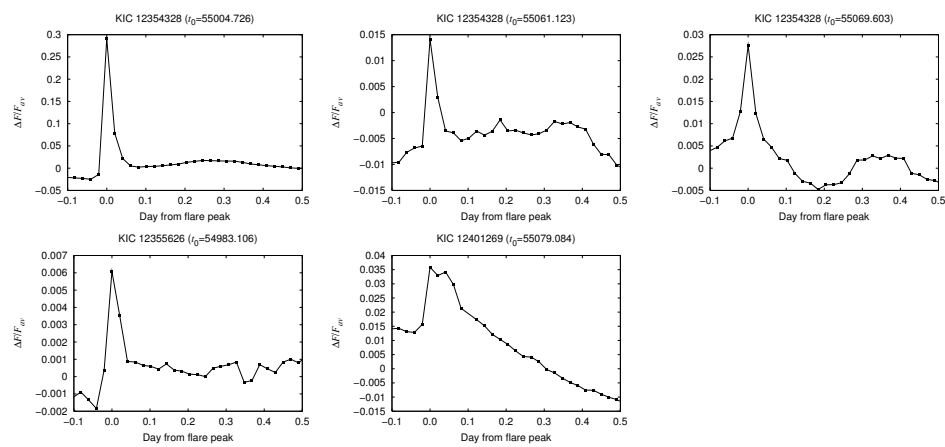 KIC 12354328 (t0=55004.726)
0.3
0.25
0.2
0.15
0.1
0.05
0
−0.05
ΔF/Fav
−0.1 0.0 0.1 0.2 0.3 0.4 0.5
Day from flare peak
KIC 12354328 (t0=55061.123)
0.015
0.01
0.005
0
−0.005
−0.01
−0.015
ΔF/Fav
−0.1 0.0 0.1 0.2 0.3 0.4 0.5
Day from flare peak
KIC 12354328 (t0=55069.603)
0.03
0.025
0.02
0.015
0.01
0.005
0
−0.005
ΔF/Fav
−0.1 0.0 0.1 0.2 0.3 0.4 0.5
Day from flare peak
KIC 12355626 (t0=54983.106)
0.007
0.006
0.005
0.004
0.003
0.002
0.001
0
−0.001
−0.002
ΔF/Fav
−0.1 0.0 0.1 0.2 0.3 0.4 0.5
Day from flare peak
KIC 12401269 (t0=55079.084)
0.04
0.035
0.03
0.025
0.02
0.015
0.01
0.005
0
−0.005
−0.01
−0.015
ΔF/Fav
−0.1 0.0 0.1 0.2 0.3 0.4 0.5
Day from flare peak